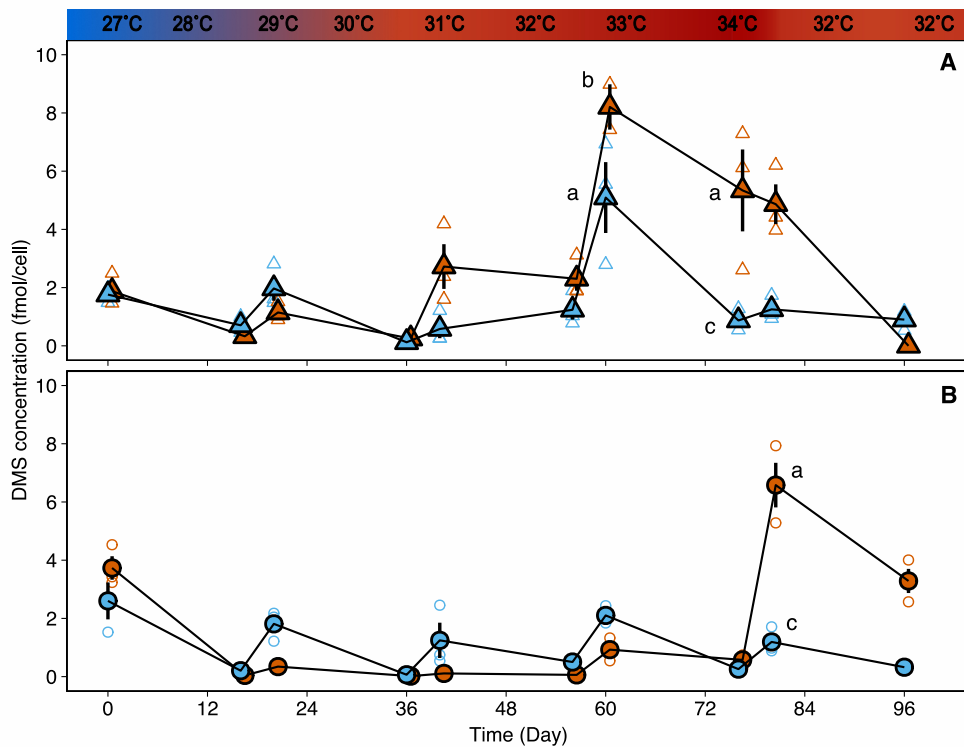 27°C 28°C 29°C 30°C 31°C 32°C 33°C 34°C 32°C 32°C
A
10
8
6
4
2
0
b
a
a
c
DMS concentration (fmol/cell)
B
10
8
6
4
2
0
a
c
0 12 24 36 48 60 72 84 96
Time (Day)